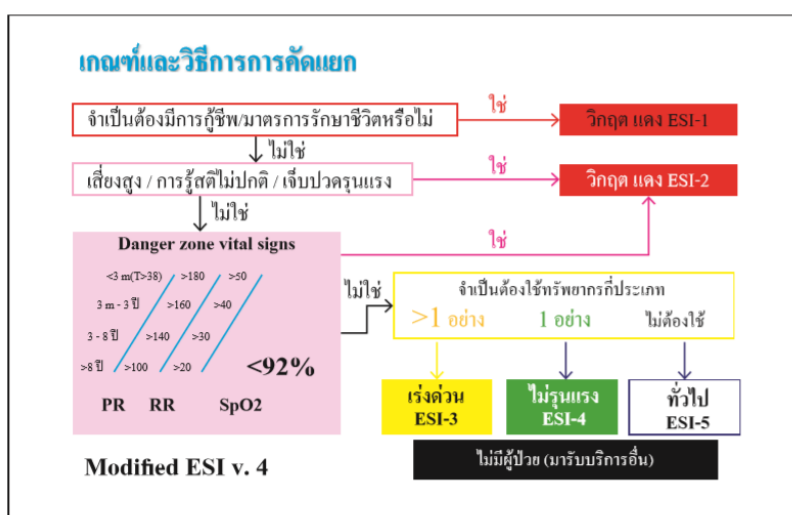 เกณฑ์และวิธีการการคัดแยก
จำเป็นต้องมีการกู้ชีพ/มาตรการรักษาชีวิตหรือไม่
ใช่
วิกฤต แดง ESI-1
ไม่ใช่
เสี่ยงสูง / การรู้สติไม่ปกติ / เจ็บปวดรุนแรง
ใช่
วิกฤต แดง ESI-2
ไม่ใช่
Danger zone vital signs
ใช่
<3 m(T>38) >180 >50
3 m - 3 ปี >160 >40
3 - 8 ปี >140 >30
>8 ปี >100 >20 <92%
PR RR SpO2
ไม่ใช่
จำเป็นต้องใช้ทรัพยากรกี่ประเภท
>1 อย่าง 1 อย่าง ไม่ต้องใช้
เร่งด่วน
ESI-3
ไม่รุนแรง
ESI-4
ทั่วไป
ESI-5
ไม่มีผู้ป่วย (มารับบริการอื่น)
Modified ESI v. 4